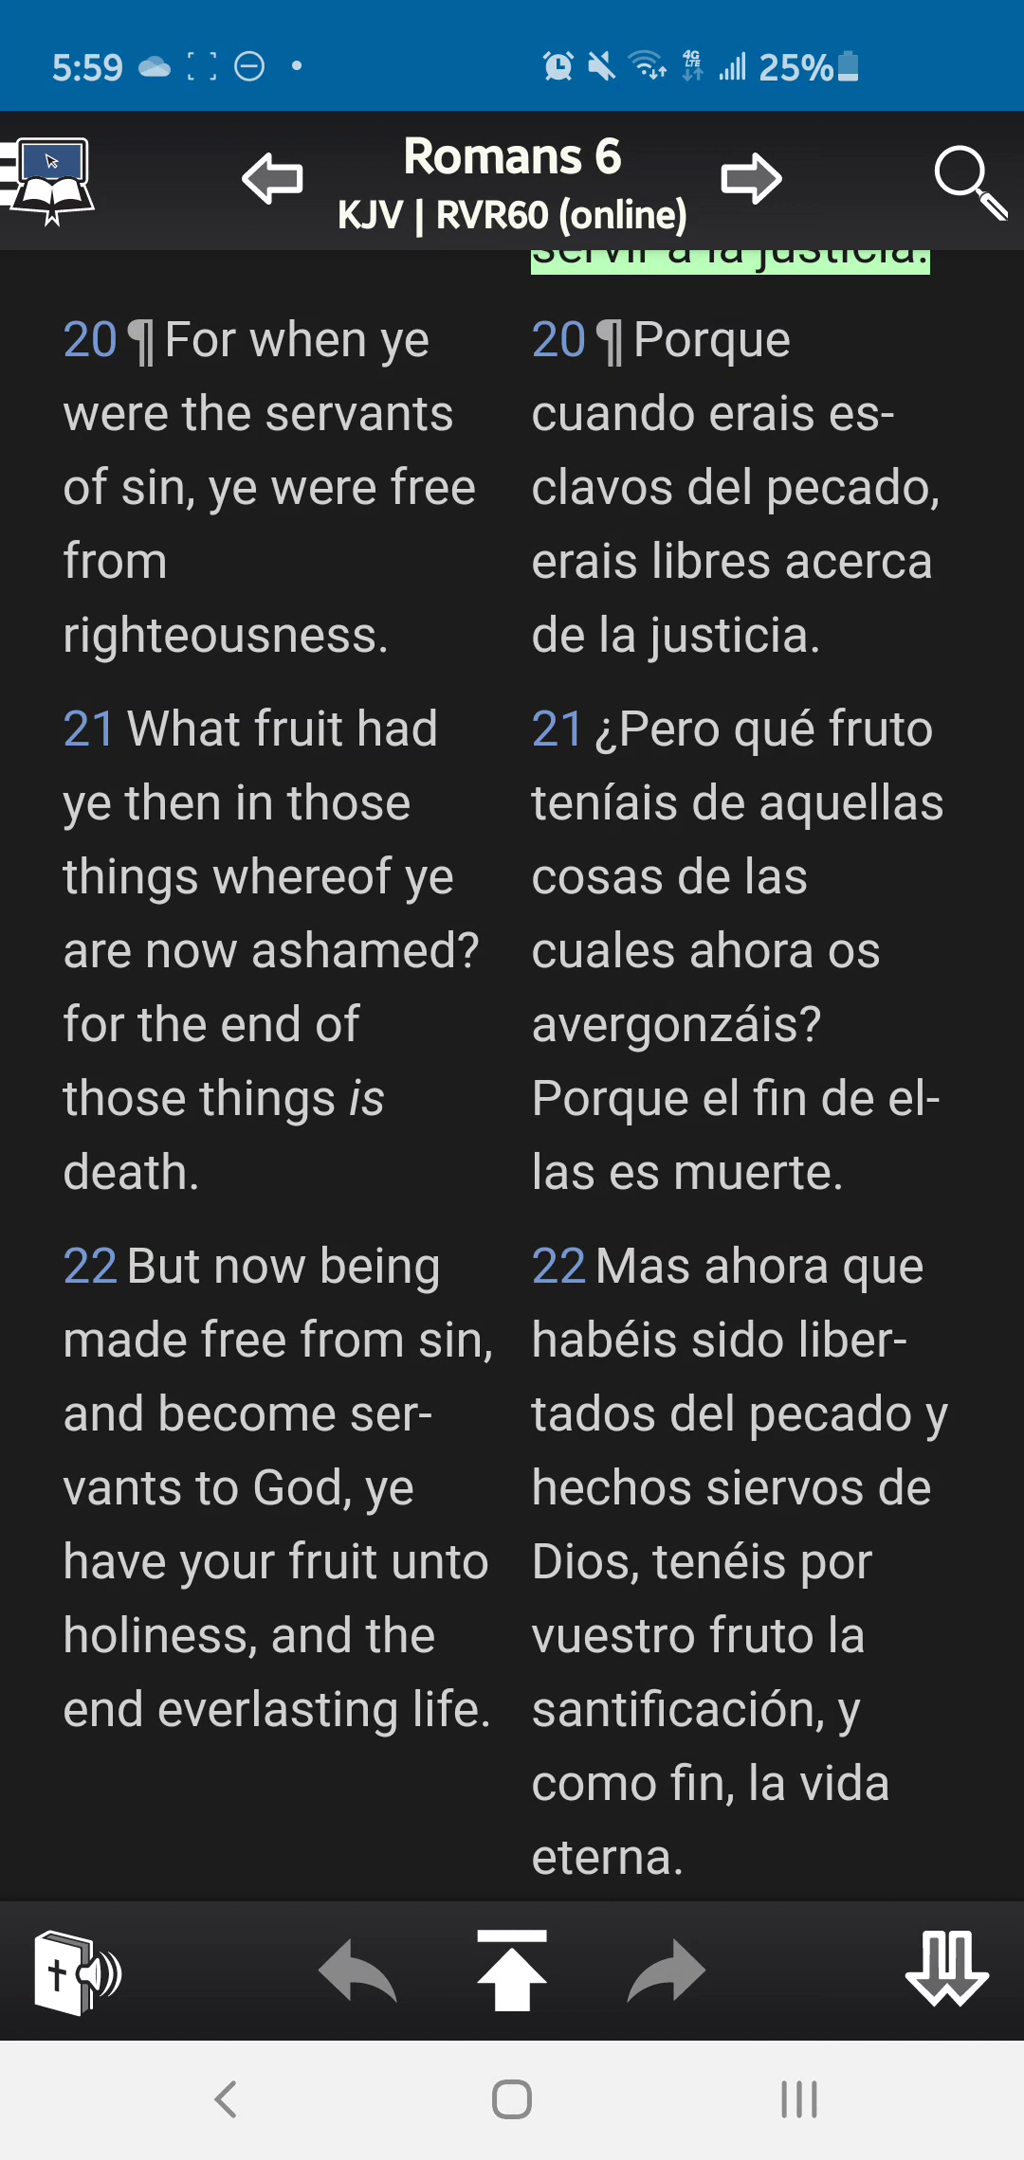 5:59
4G
LTE
25%
Romans 6
KJV | RVR60 (online)
servir a la justicia.
20 ¶ For when ye
were the servants
of sin, ye were free
from
righteousness.
21 What fruit had
ye then in those
things whereof ye
are now ashamed?
for the end of
those things is
death.
22 But now being
made free from sin,
and become ser-
vants to God, ye
have your fruit unto
holiness, and the
end everlasting life.
20 ¶ Porque
cuando erais es-
clavos del pecado,
erais libres acerca
de la justicia.
21 ¿Pero qué fruto
teníais de aquellas
cosas de las
cuales ahora os
avergonzáis?
Porque el fin de el-
las es muerte.
22 Mas ahora que
habéis sido liber-
tados del pecado y
hechos siervos de
Dios, tenéis por
vuestro fruto la
santificación, y
como fin, la vida
eterna.